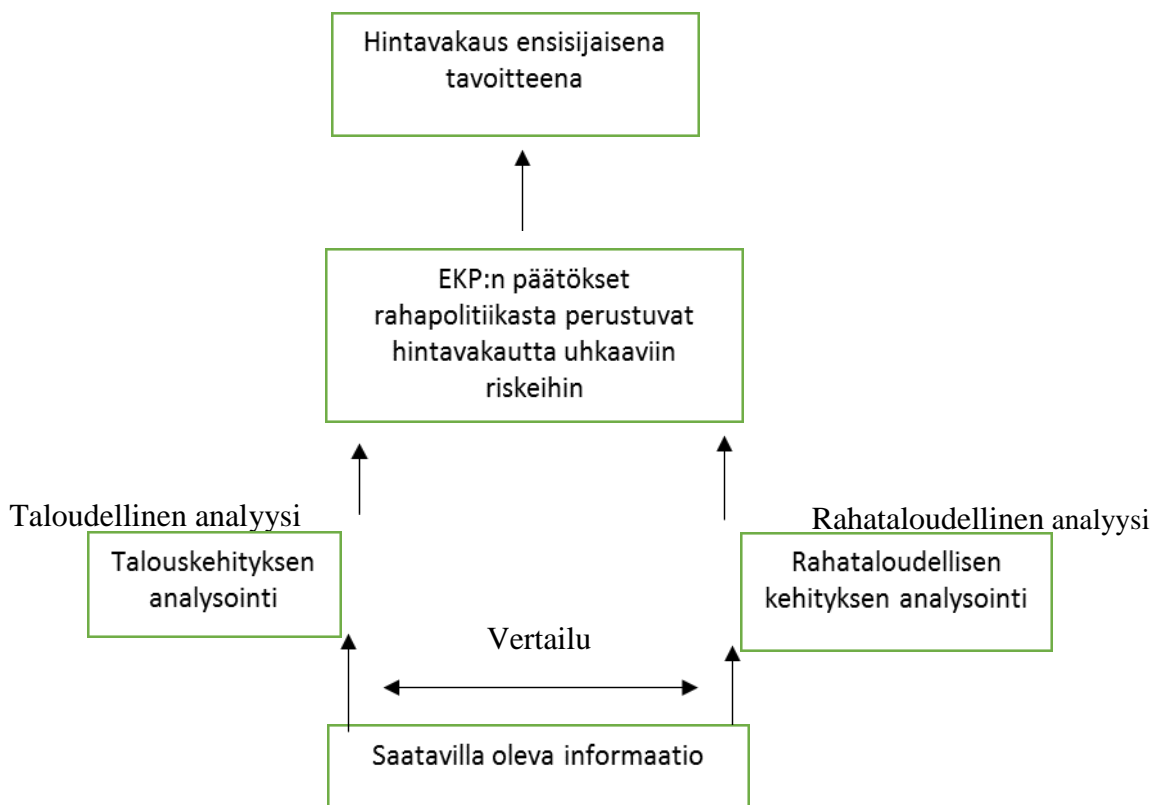 Hintavakaus ensisijaisena
tavoitteena
EKP:n päätökset
rahapolitiikasta perustuvat
hintavakautta uhkaaviin
riskeihin
Taloudellinen analyysi
Rahataloudellinen analyysi
Talouskehityksen
analysointi
Rahataloudellisen
kehityksen analysointi
Vertailu
Saatavilla oleva informaatio